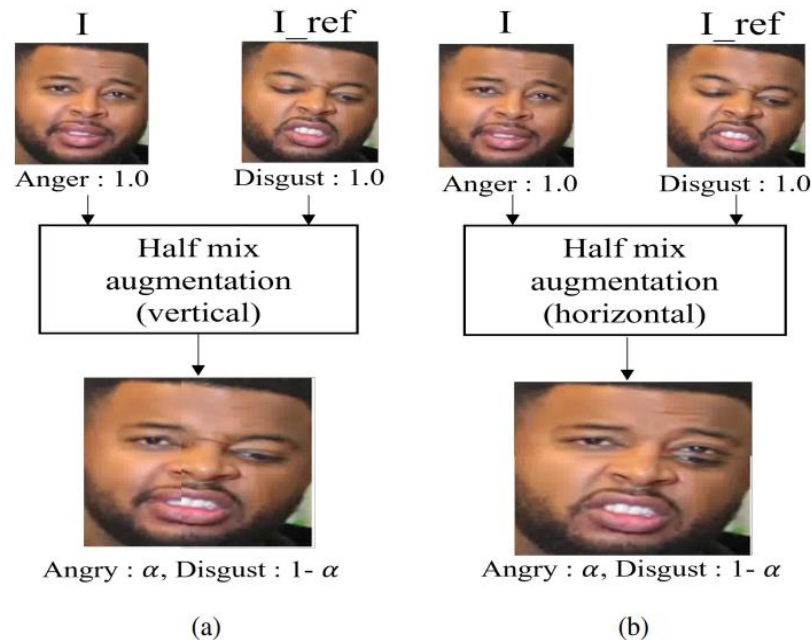 I I_ref
Anger : 1.0 Disgust : 1.0
Half mix
augmentation
(vertical)
Angry : α, Disgust : 1- α
(a)
I I_ref
Anger : 1.0 Disgust : 1.0
Half mix
augmentation
(horizontal)
Angry : α, Disgust : 1- α
(b)